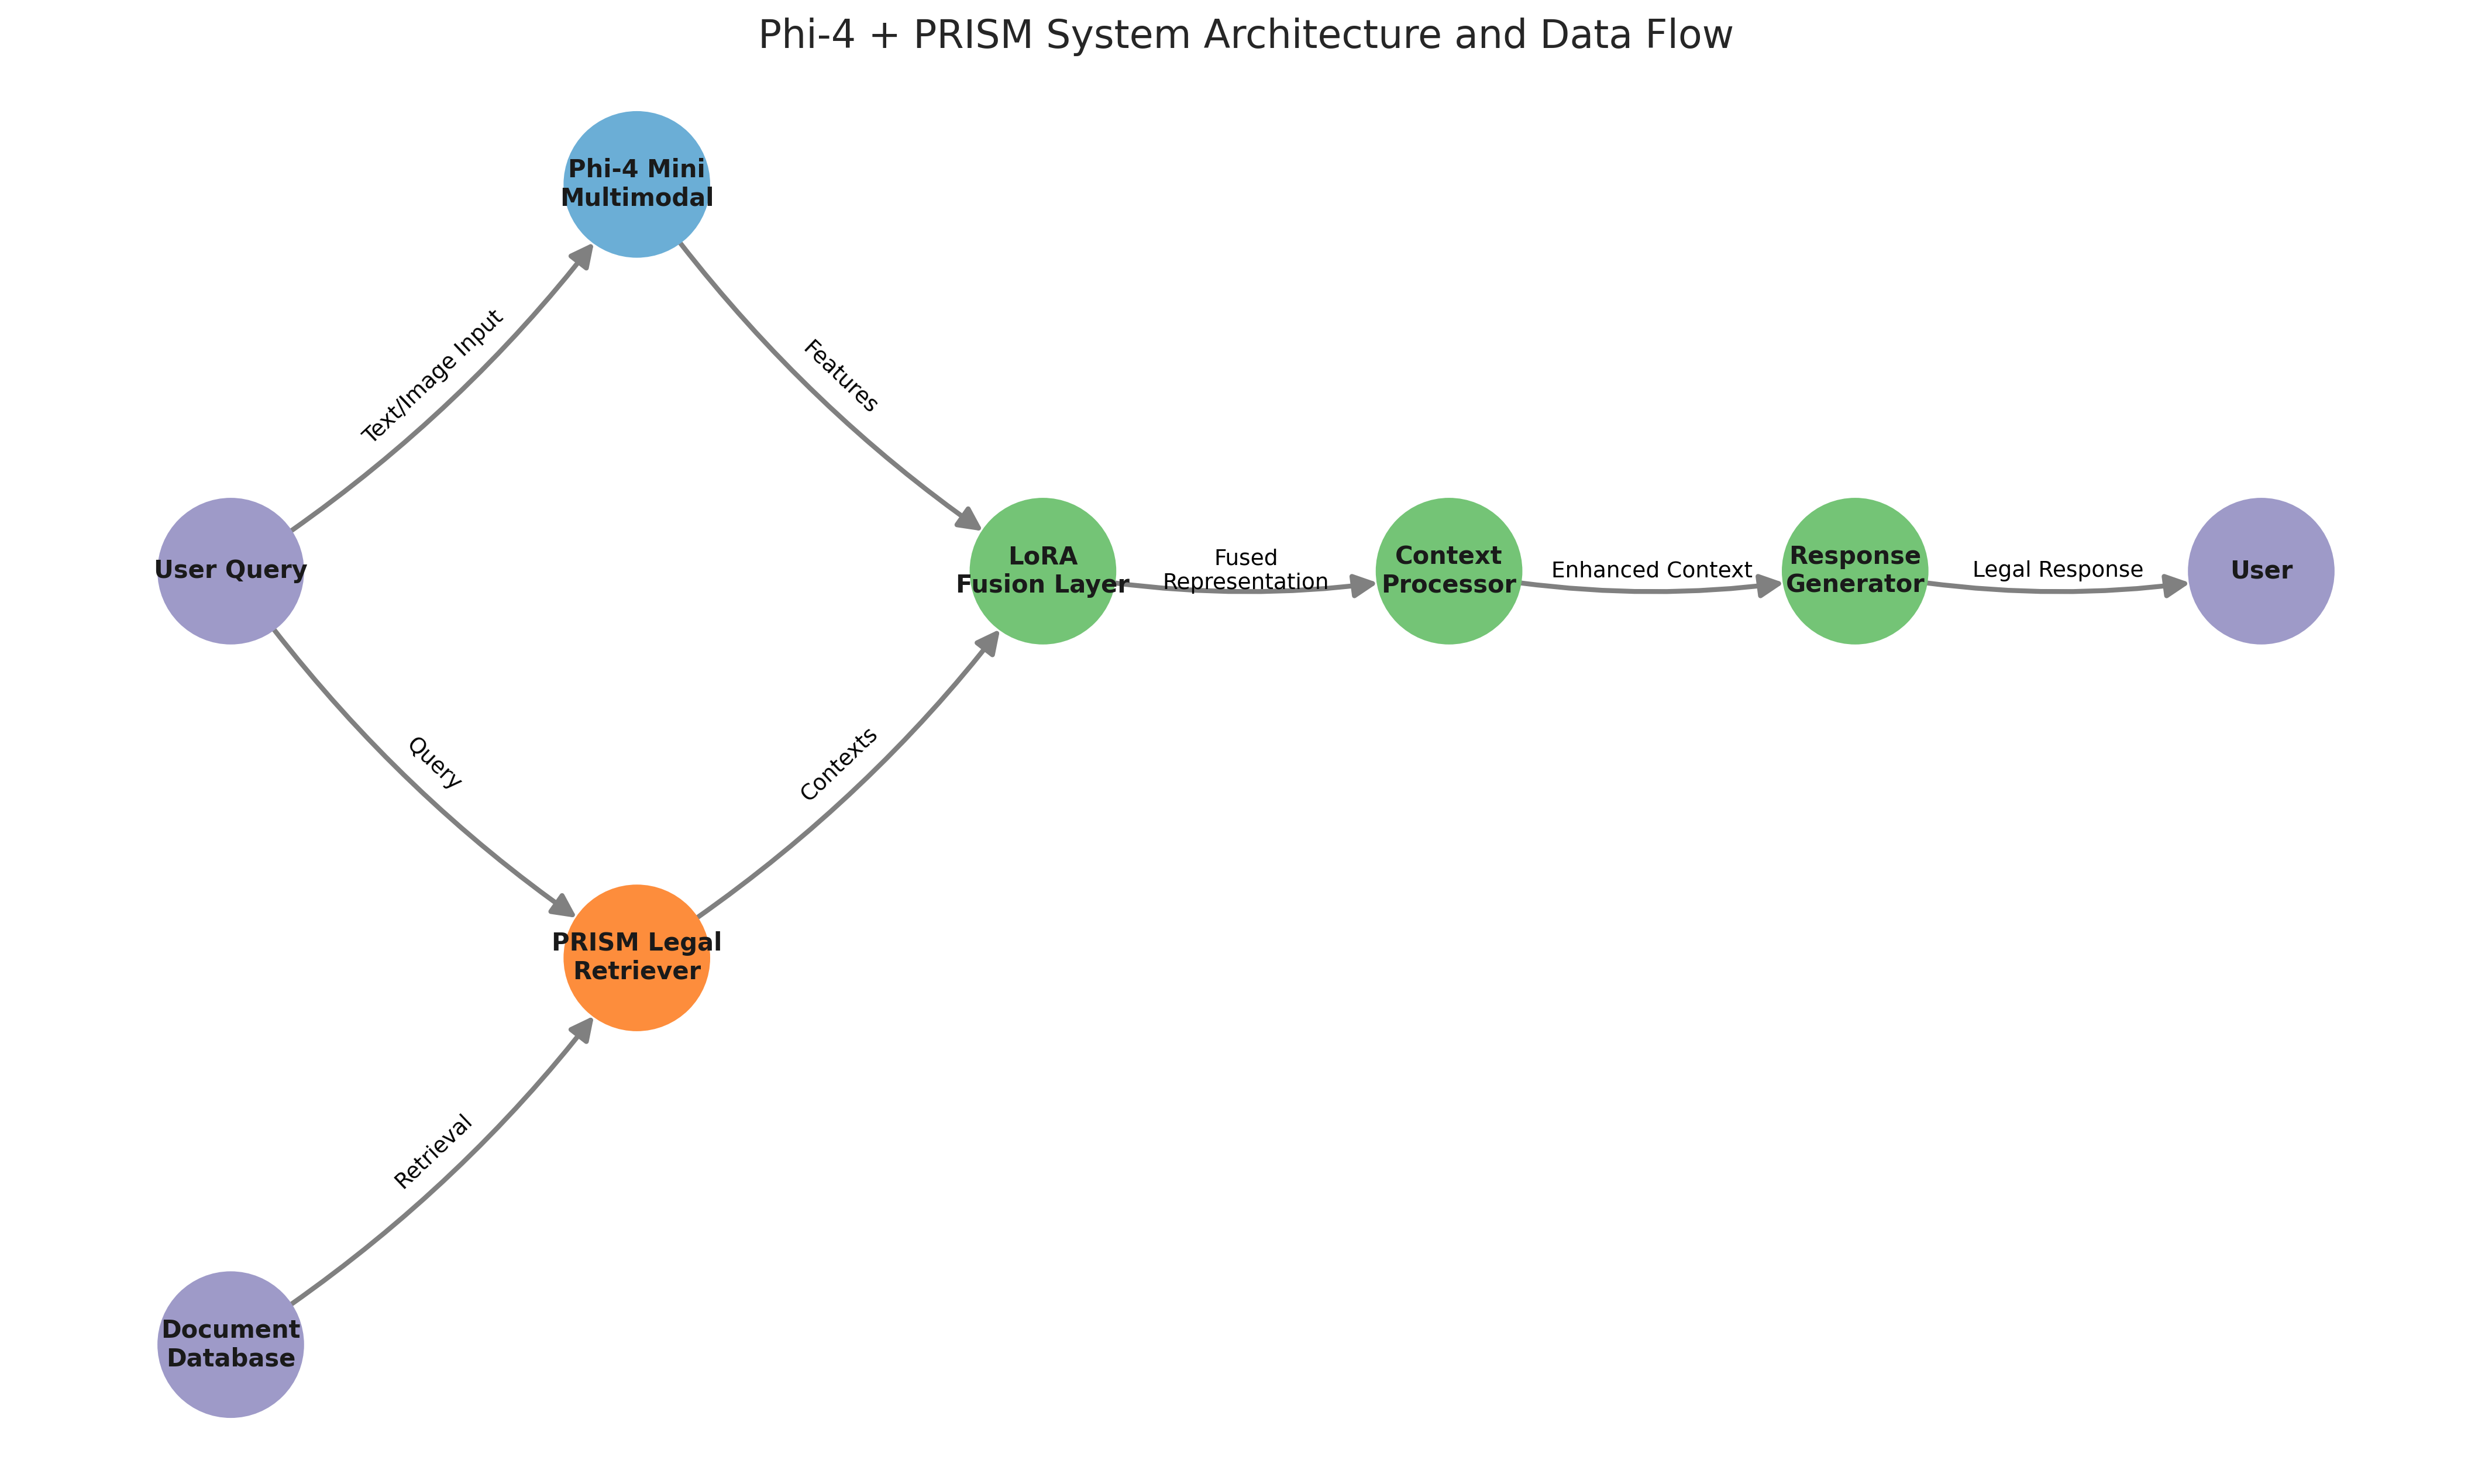 Phi-4 + PRISM System Architecture and Data Flow
Phi-4 Mini
Multimodal
Text/Image Input
Features
User Query
LoRA
Fusion Layer
Fused
Representation
Context
Processor
Enhanced Context
Response
Generator
Legal Response
User
Query
Contexts
PRISM Legal
Retriever
Retrieval
Document
Database